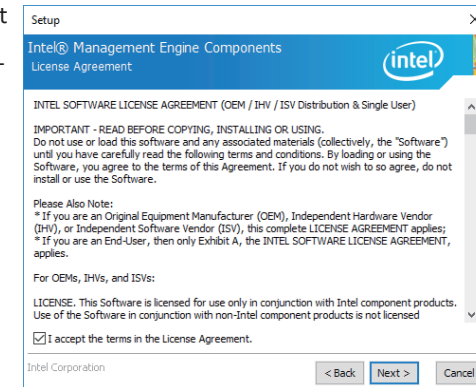 t
-
Setup
Intel® Management Engine Components
License Agreement
intel
INTEL SOFTWARE LICENSE AGREEMENT (OEM / IHV / ISV Distribution & Single User)
IMPORTANT - READ BEFORE COPYING, INSTALLING OR USING.
Do not use or load this software and any associated materials (collectively, the "Software")
until you have carefully read the following terms and conditions. By loading or using the
Software, you agree to the terms of this Agreement. If you do not wish to so agree, do not
install or use the Software.
Please Also Note:
* If you are an Original Equipment Manufacturer (OEM), Independent Hardware Vendor
(IHV), or Independent Software Vendor (ISV), this complete LICENSE AGREEMENT applies;
* If you are an End-User, then only Exhibit A, the INTEL SOFTWARE LICENSE AGREEMENT,
applies.
For OEMs, IHVs, and ISVs:
LICENSE. This Software is licensed for use only in conjunction with Intel component products.
Use of the Software in conjunction with non-Intel component products is not licensed
I accept the terms in the License Agreement.
Intel Corporation
< Back Next > Cancel